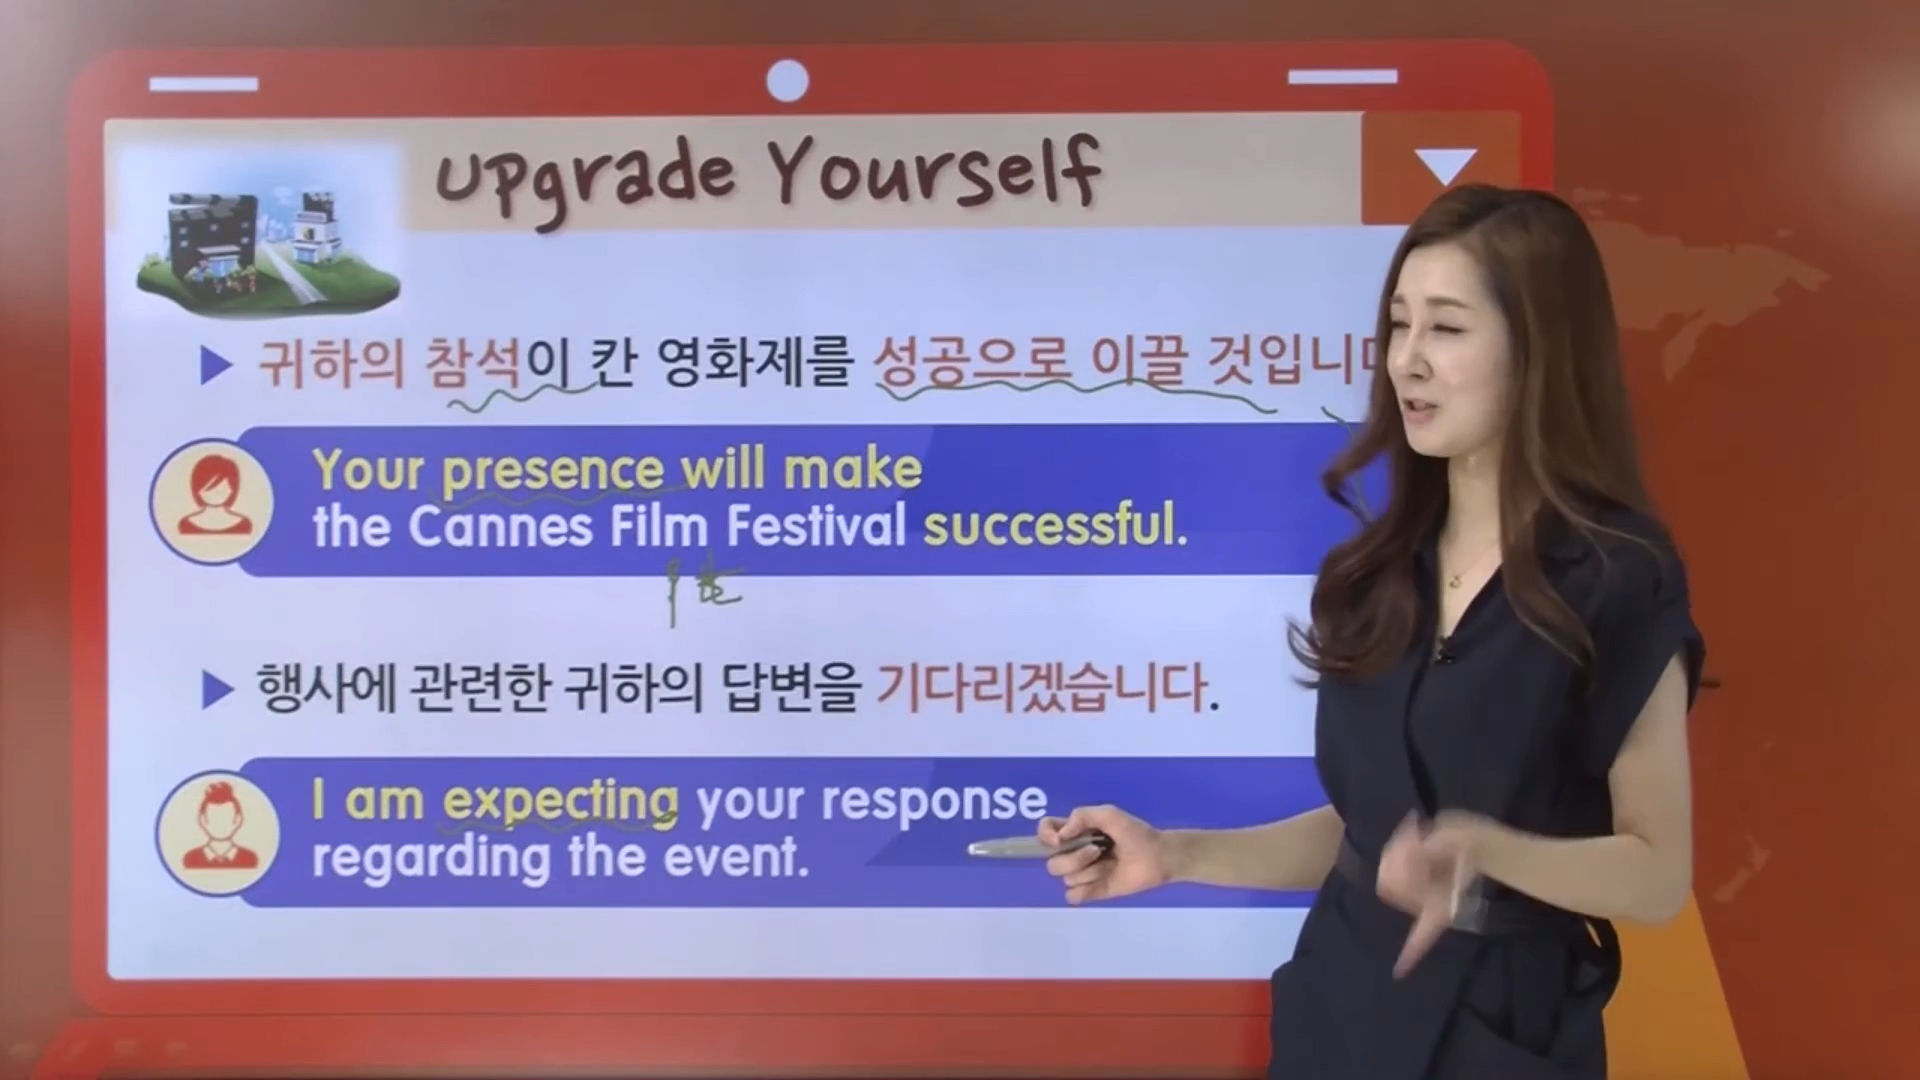 Upgrade Yourself
귀하의 참석이 칸 영화제를 성공으로 이끌 것입니다
Your presence will make
the Cannes Film Festival successful.
행사에 관련한 귀하의 답변을 기다리겠습니다.
I am expecting your response
regarding the event.